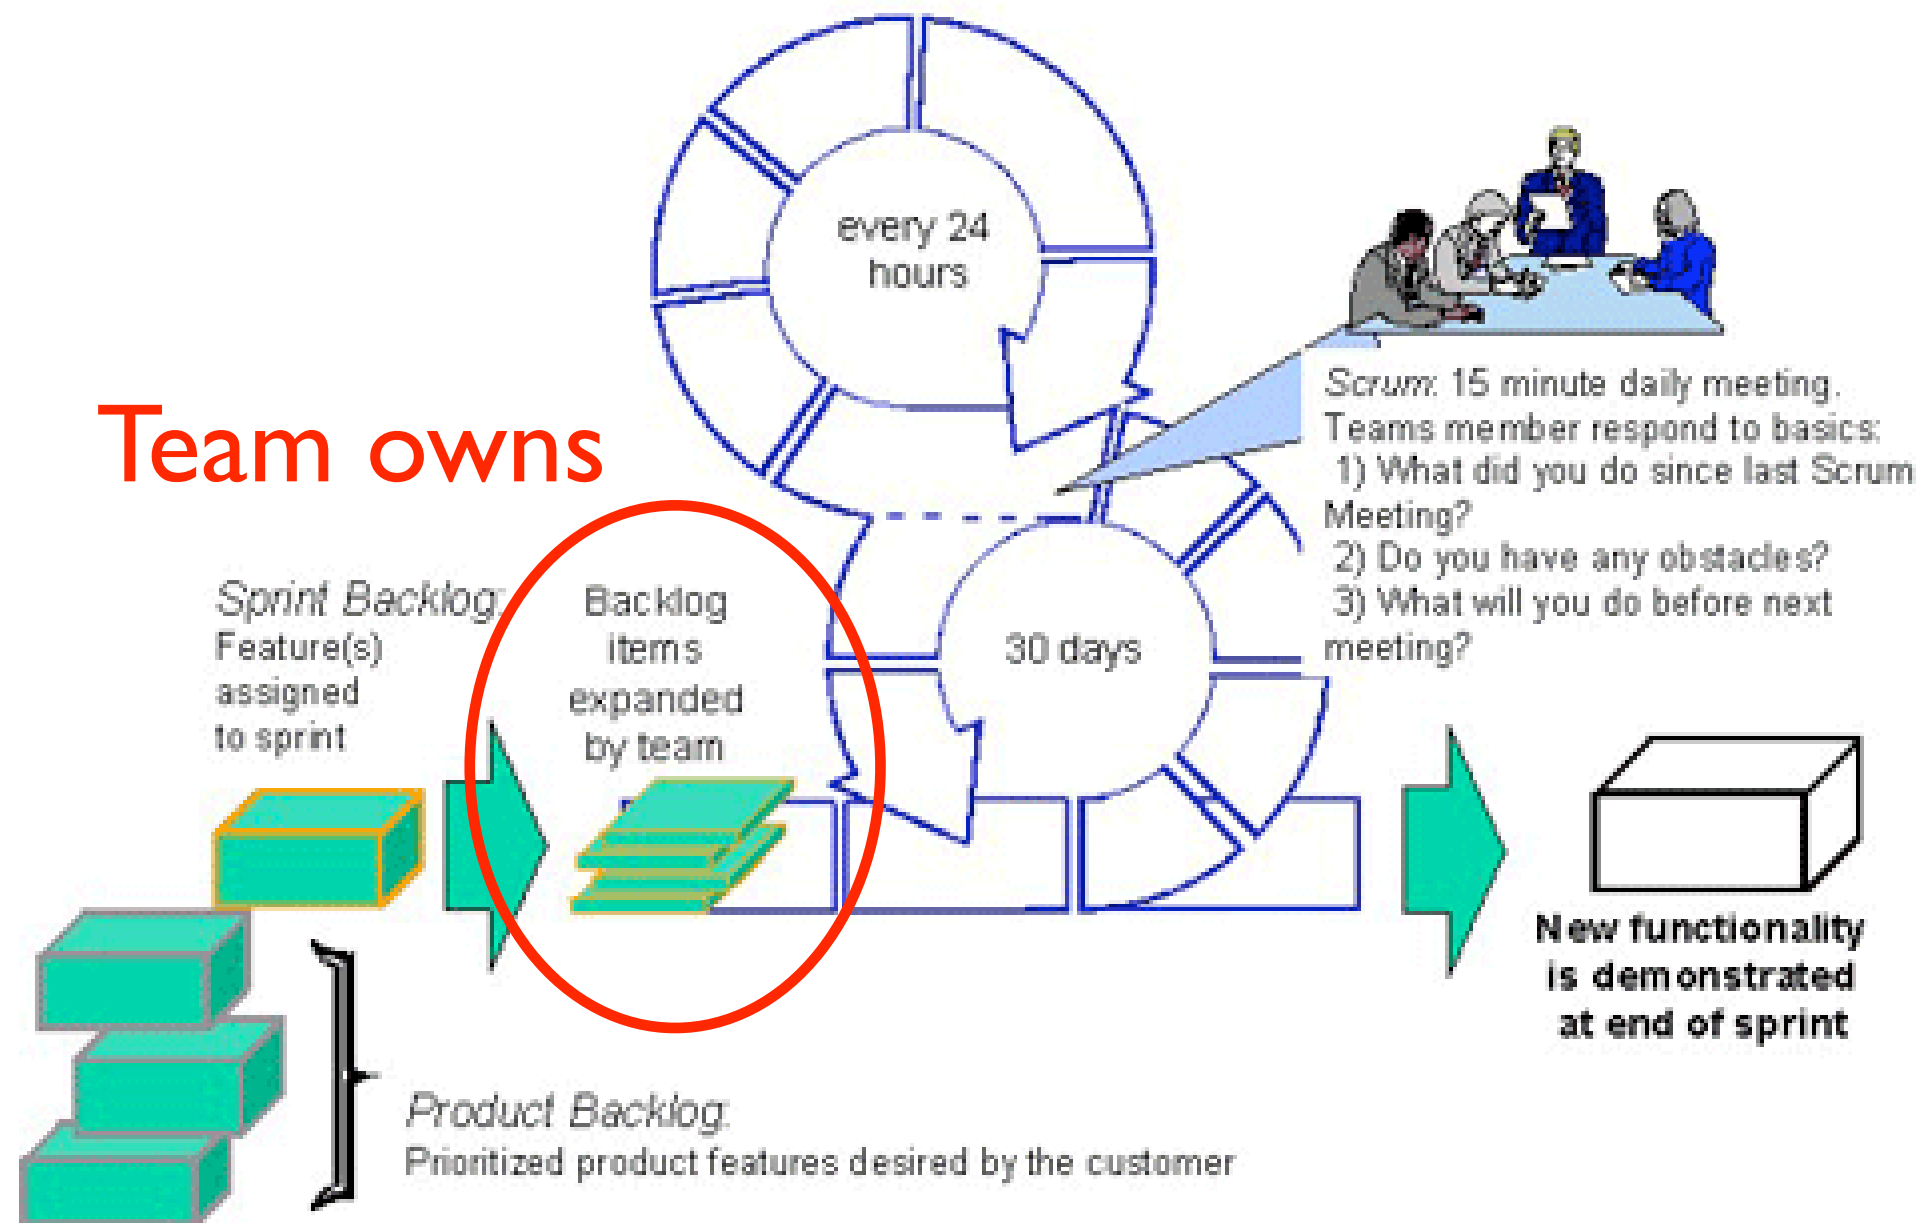 every 24
hours
Team owns
Scrum: 15 minute daily meeting.
Teams member respond to basics:
1) What did you do since last Scrum
Meeting?
2) Do you have any obstacles?
3) What will you do before next
meeting?
Sprint Backlog:
Feature(s)
assigned
to sprint
Backlog
items
expanded
by team
30 days
New functionality
is demonstrated
at end of sprint
Product Backlog:
Prioritized product features desired by the customer